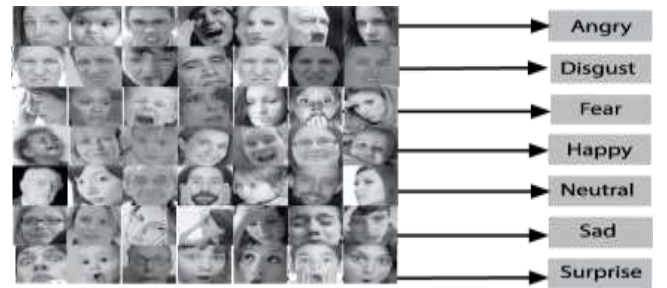 Angry
Disgust
Fear
Happy
Neutral
Sad
Surprise